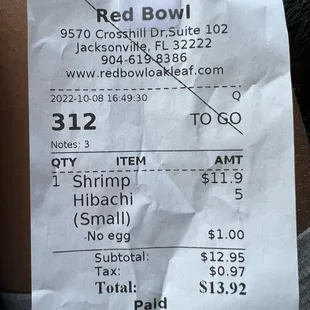 Red Bowl
9570 Crosshill Dr,Suite 102
Jacksonville, FL 32222
904-619-8386
www.redbowloakleaf.com
2022-10-08 16:49:30 Q
312 TO GO
Notes: 3
QTY ITEM AMT
1 Shrimp $11.9
Hibachi 5
(Small)
-No egg $1.00
Subtotal: $12.95
Tax: $0.97
Total: $13.92
Paid